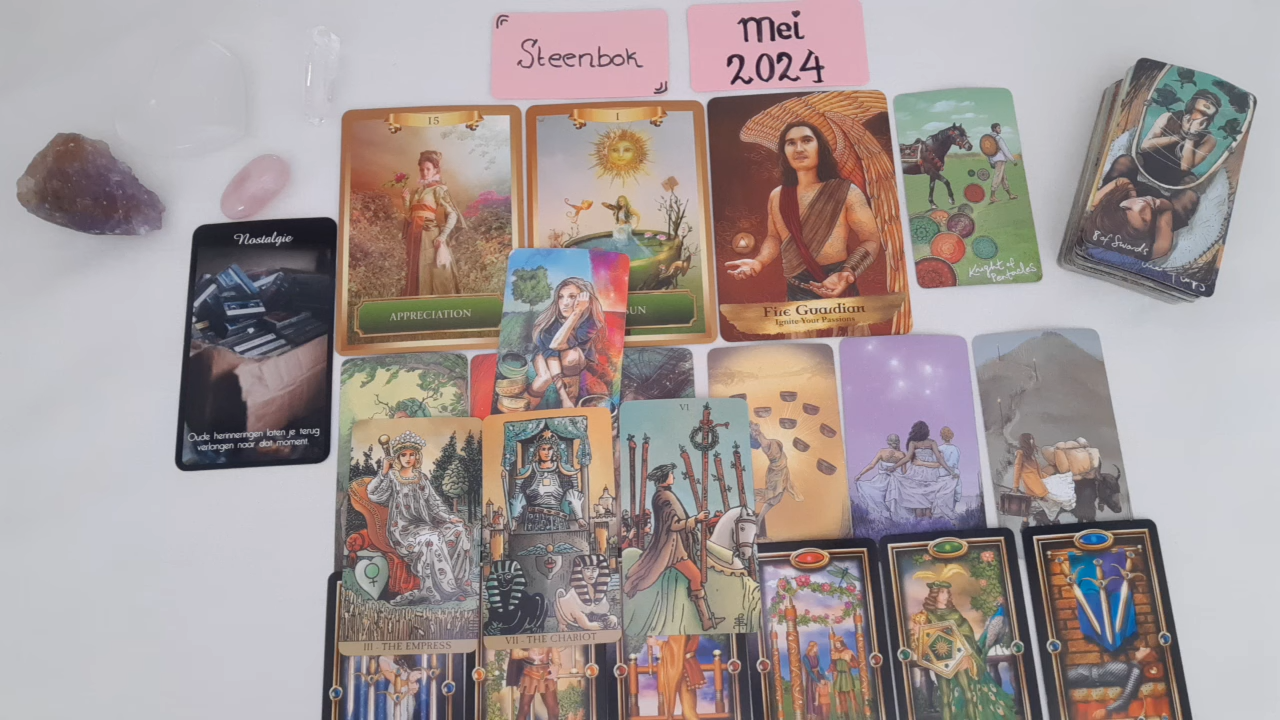 Steenbok
Mei
2024
15
APPRECIATION
I
SUN
Fire Guardian
Ignite Your Passions
Knight of
Pentacles
8 of Swords
Nostalgie
Oude herinneringen laten je terug
verlangen naar dat moment.
III - THE EMPRESS
VII - THE CHARIOT
VI